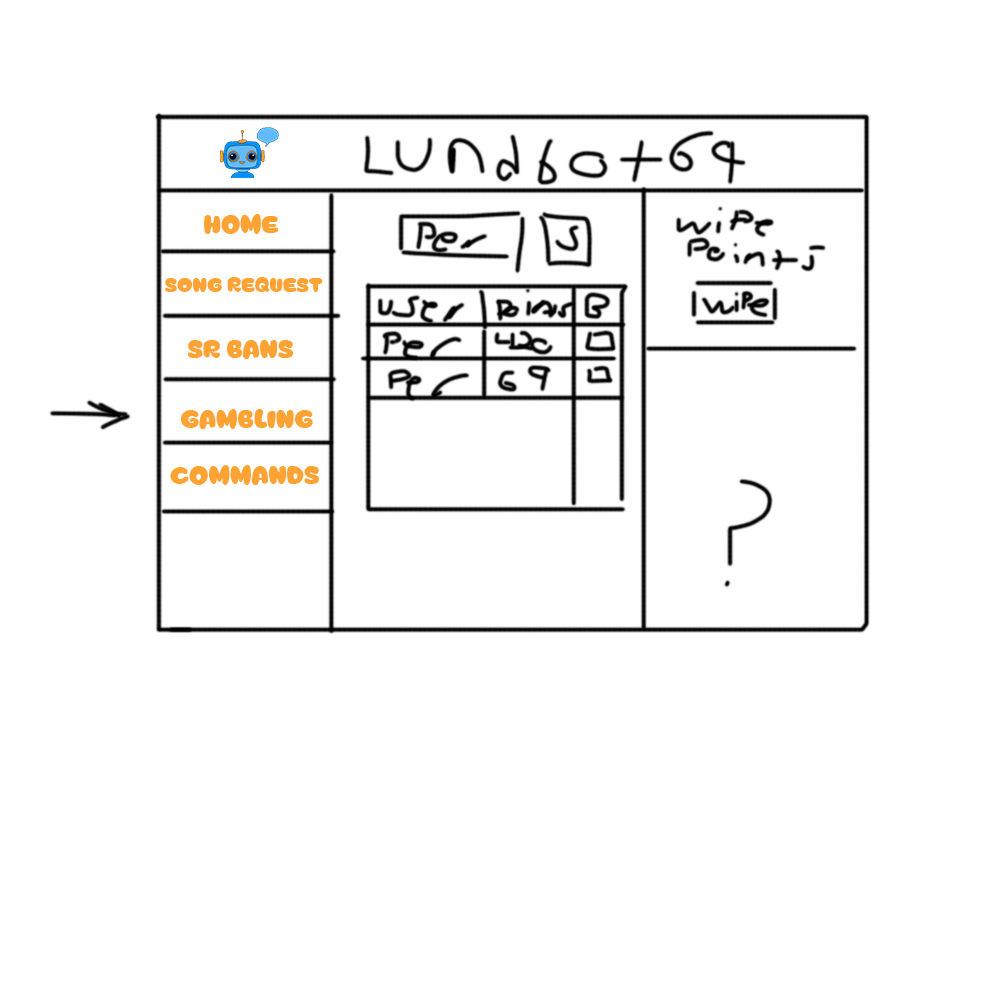 LUNdbot69
HOME
SONG REQUEST
SR BANS
GAMBLING
COMMANDS
Per S
USer Points B
Per 420
Per 69
wiPe
Points
wiPe
?